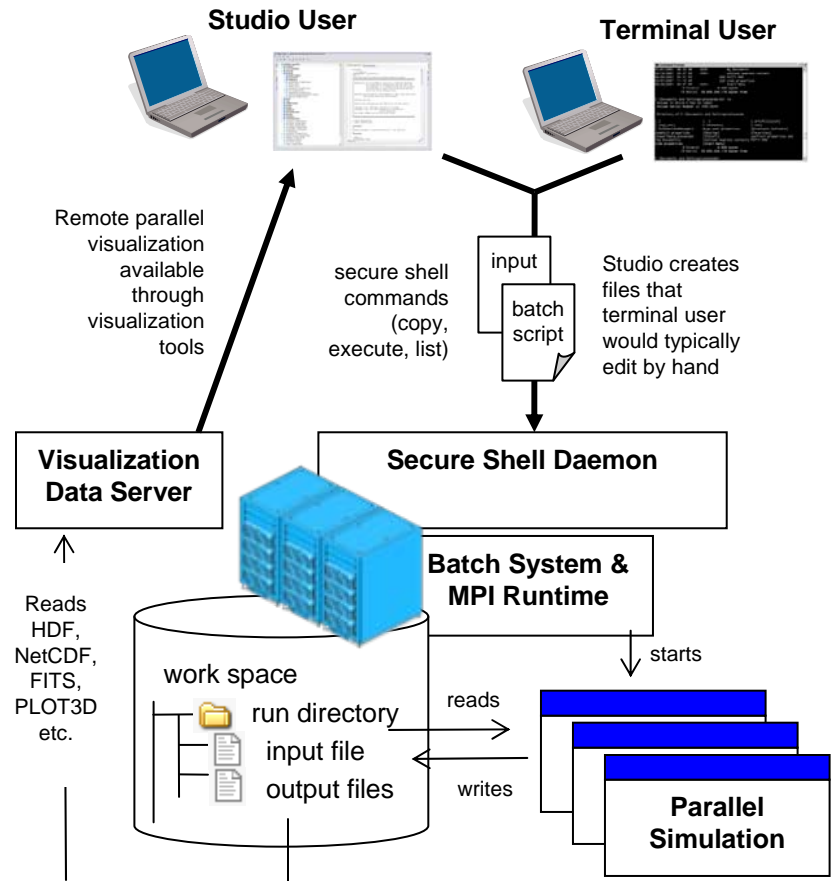 Studio User
Terminal User
Remote parallel
visualization
available
through
visualization
tools
secure shell
commands
(copy,
execute, list)
input
batch
script
Studio creates
files that
terminal user
would typically
edit by hand
Visualization
Data Server
Secure Shell Daemon
Batch System &
MPI Runtime
Reads
HDF,
NetCDF,
FITS,
PLOT3D
etc.
work space
run directory
input file
output files
reads
writes
starts
Parallel
Simulation